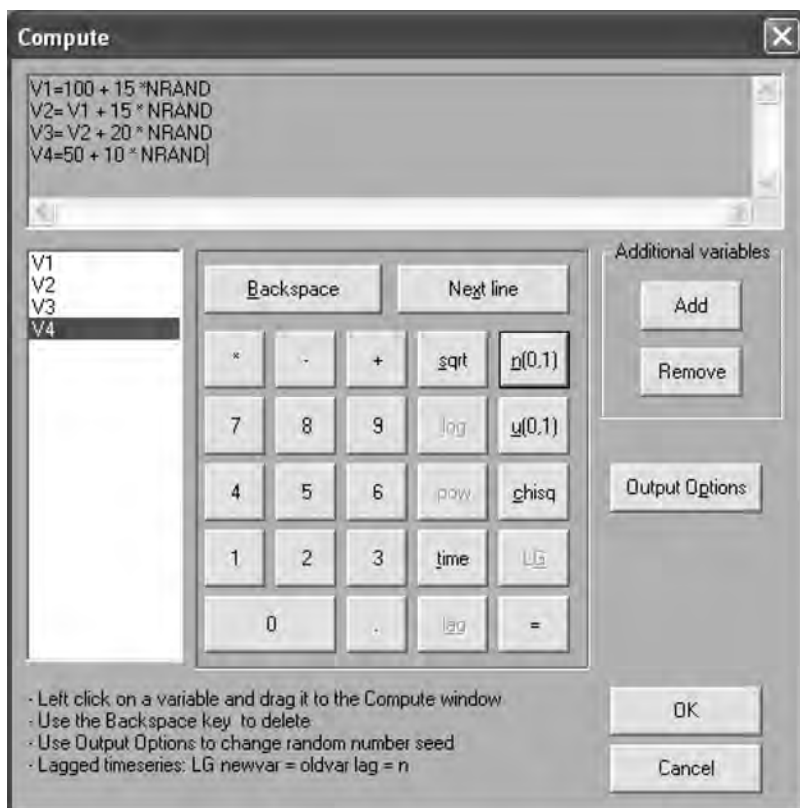 Compute
V1=100 + 15 *NRAND
V2= V1 + 15 * NRAND
V3= V2 + 20 * NRAND
V4=50 + 10 * NRAND
V1
V2
V3
V4
Backspace
Next line
* - + sqrt n(0,1)
7 8 9 log u(0,1)
4 5 6 pow chisq
1 2 3 time LG
0 . lag =
Additional variables
Add
Remove
Output Options
- Left click on a variable and drag it to the Compute window
- Use the Backspace key to delete
- Use Output Options to change random number seed
- Lagged timeseries: LG newvar = oldvar lag = n
OK
Cancel